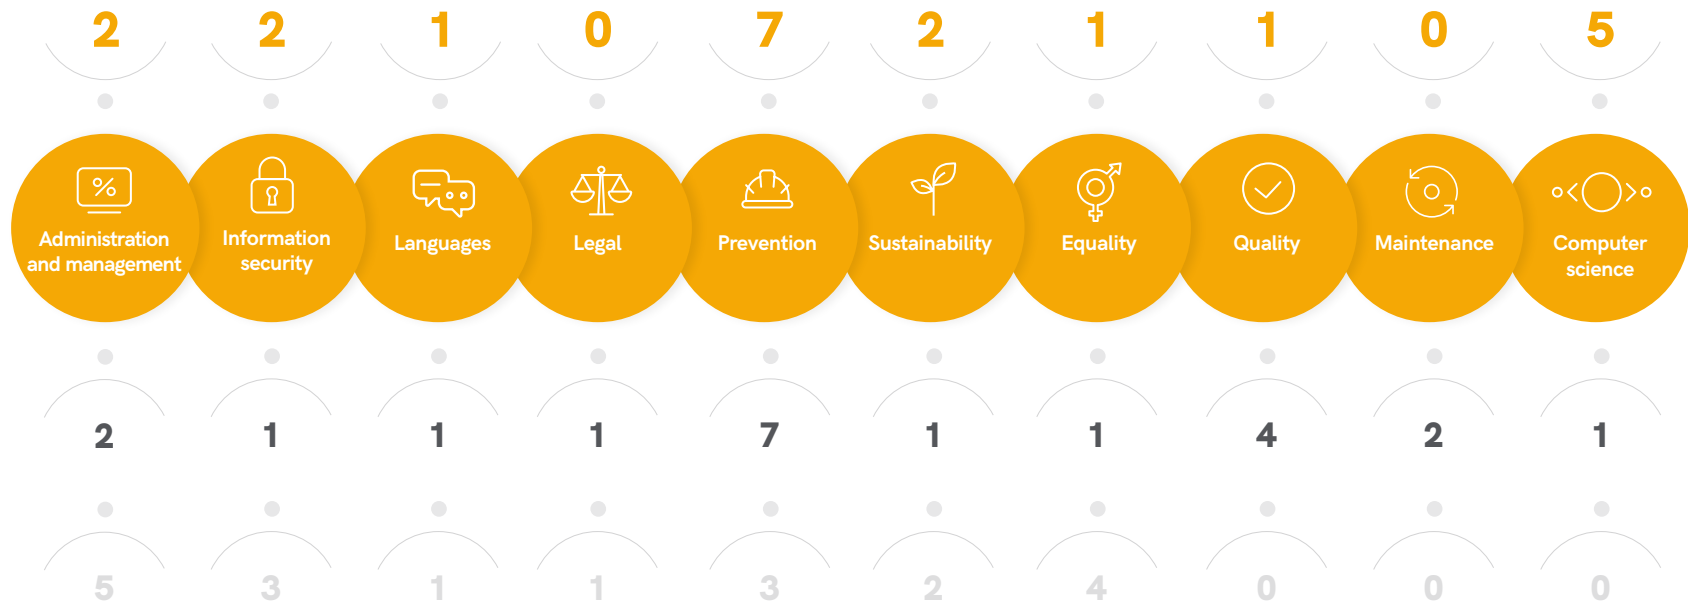 2 2 1 0 7 2 1 1 0 5
%
Administration
and management
Information
security
Languages
Legal
Prevention
Sustainability
Equality
Quality
Maintenance
Computer
science
2 1 1 1 7 1 1 4 2 1
5 3 1 1 3 2 4 0 0 0